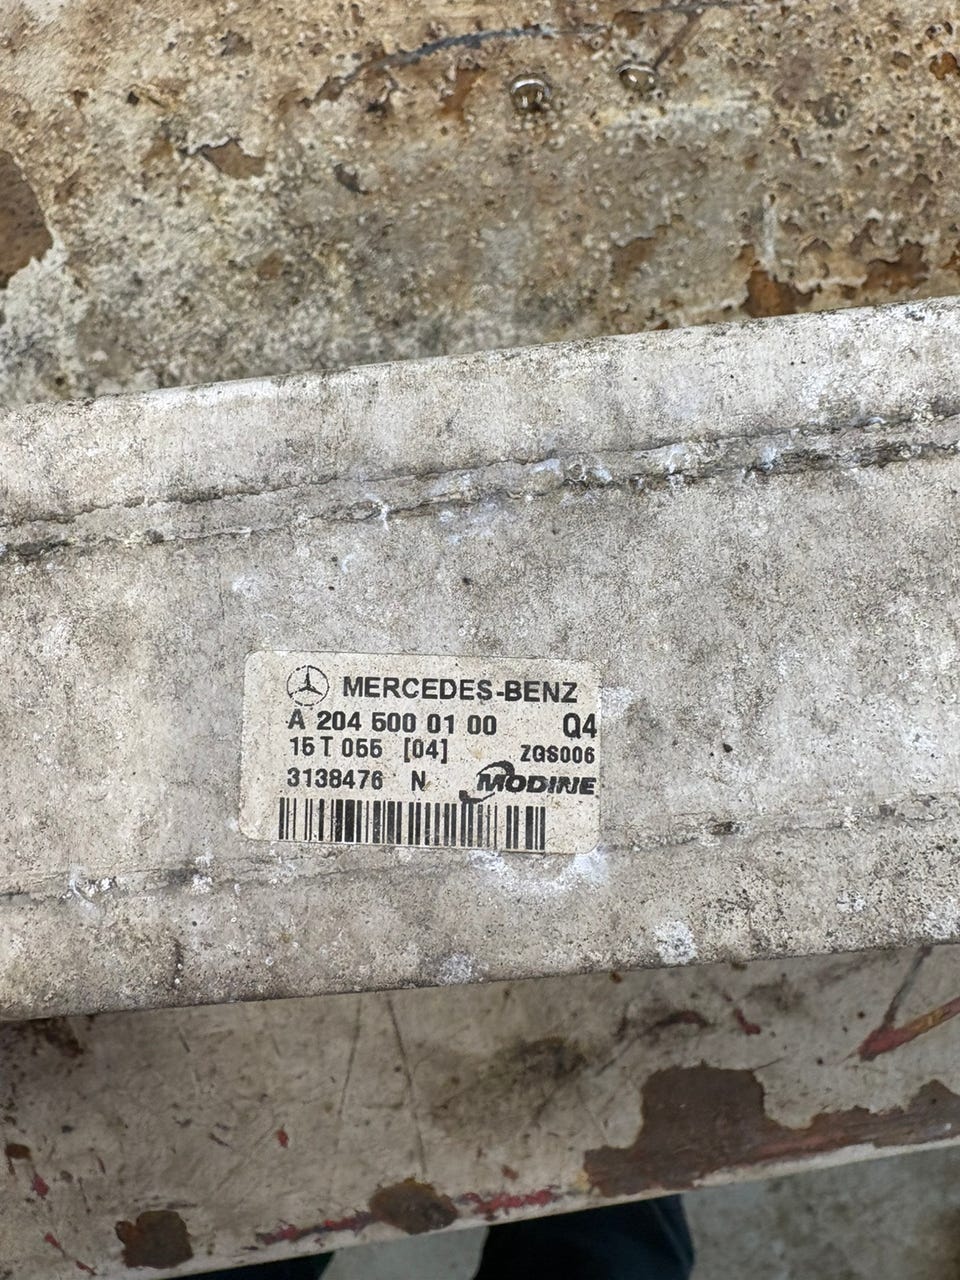 MERCEDES-BENZ
A 204 500 01 00 Q4
15 T 055 [04] ZGS006
3138476 N MODINE